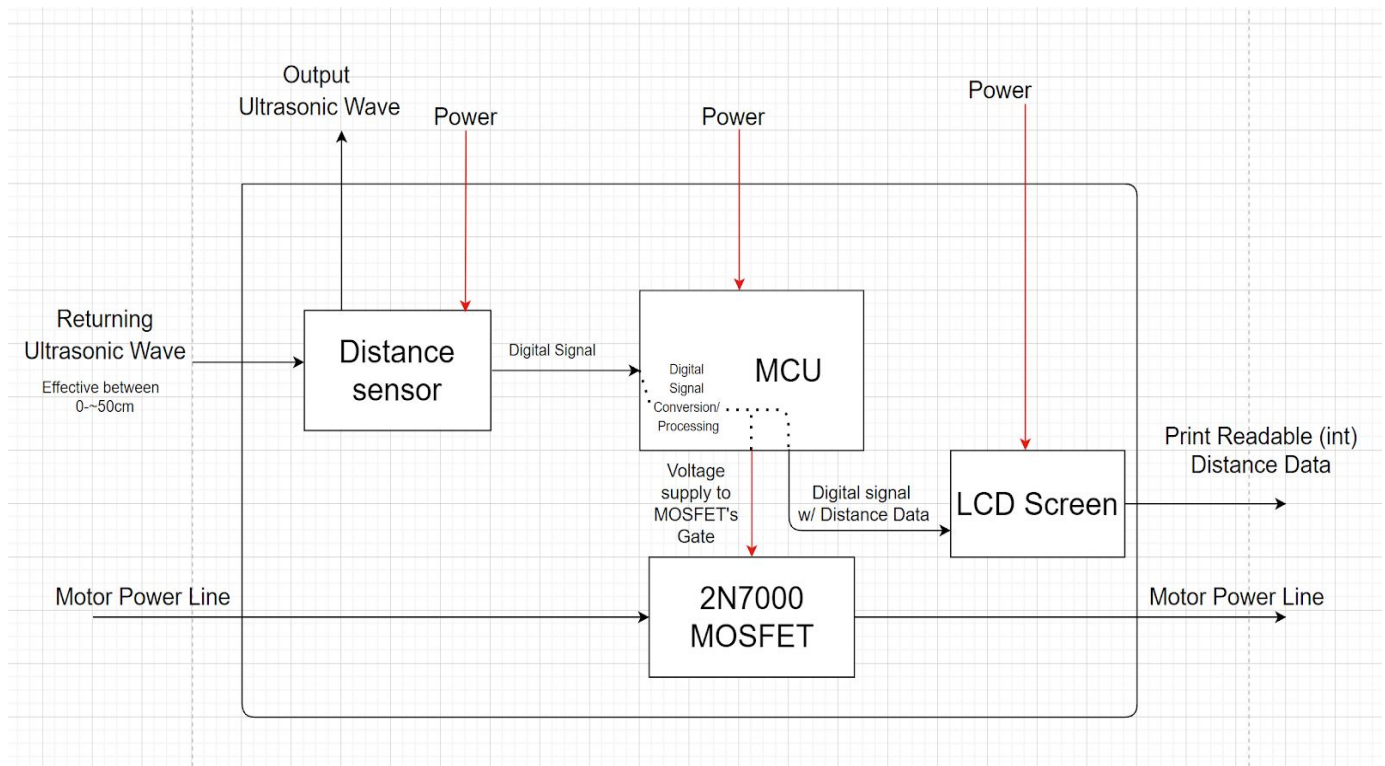 Output
Ultrasonic Wave
Power
Power
Power
Returning
Ultrasonic Wave
Effective between
0-~50cm
Distance
sensor
Digital Signal
Digital
Signal
Conversion/
Processing
MCU
Voltage
supply to
MOSFET's
Gate
Digital signal
w/ Distance Data
LCD Screen
Print Readable (int)
Distance Data
Motor Power Line
2N7000
MOSFET
Motor Power Line